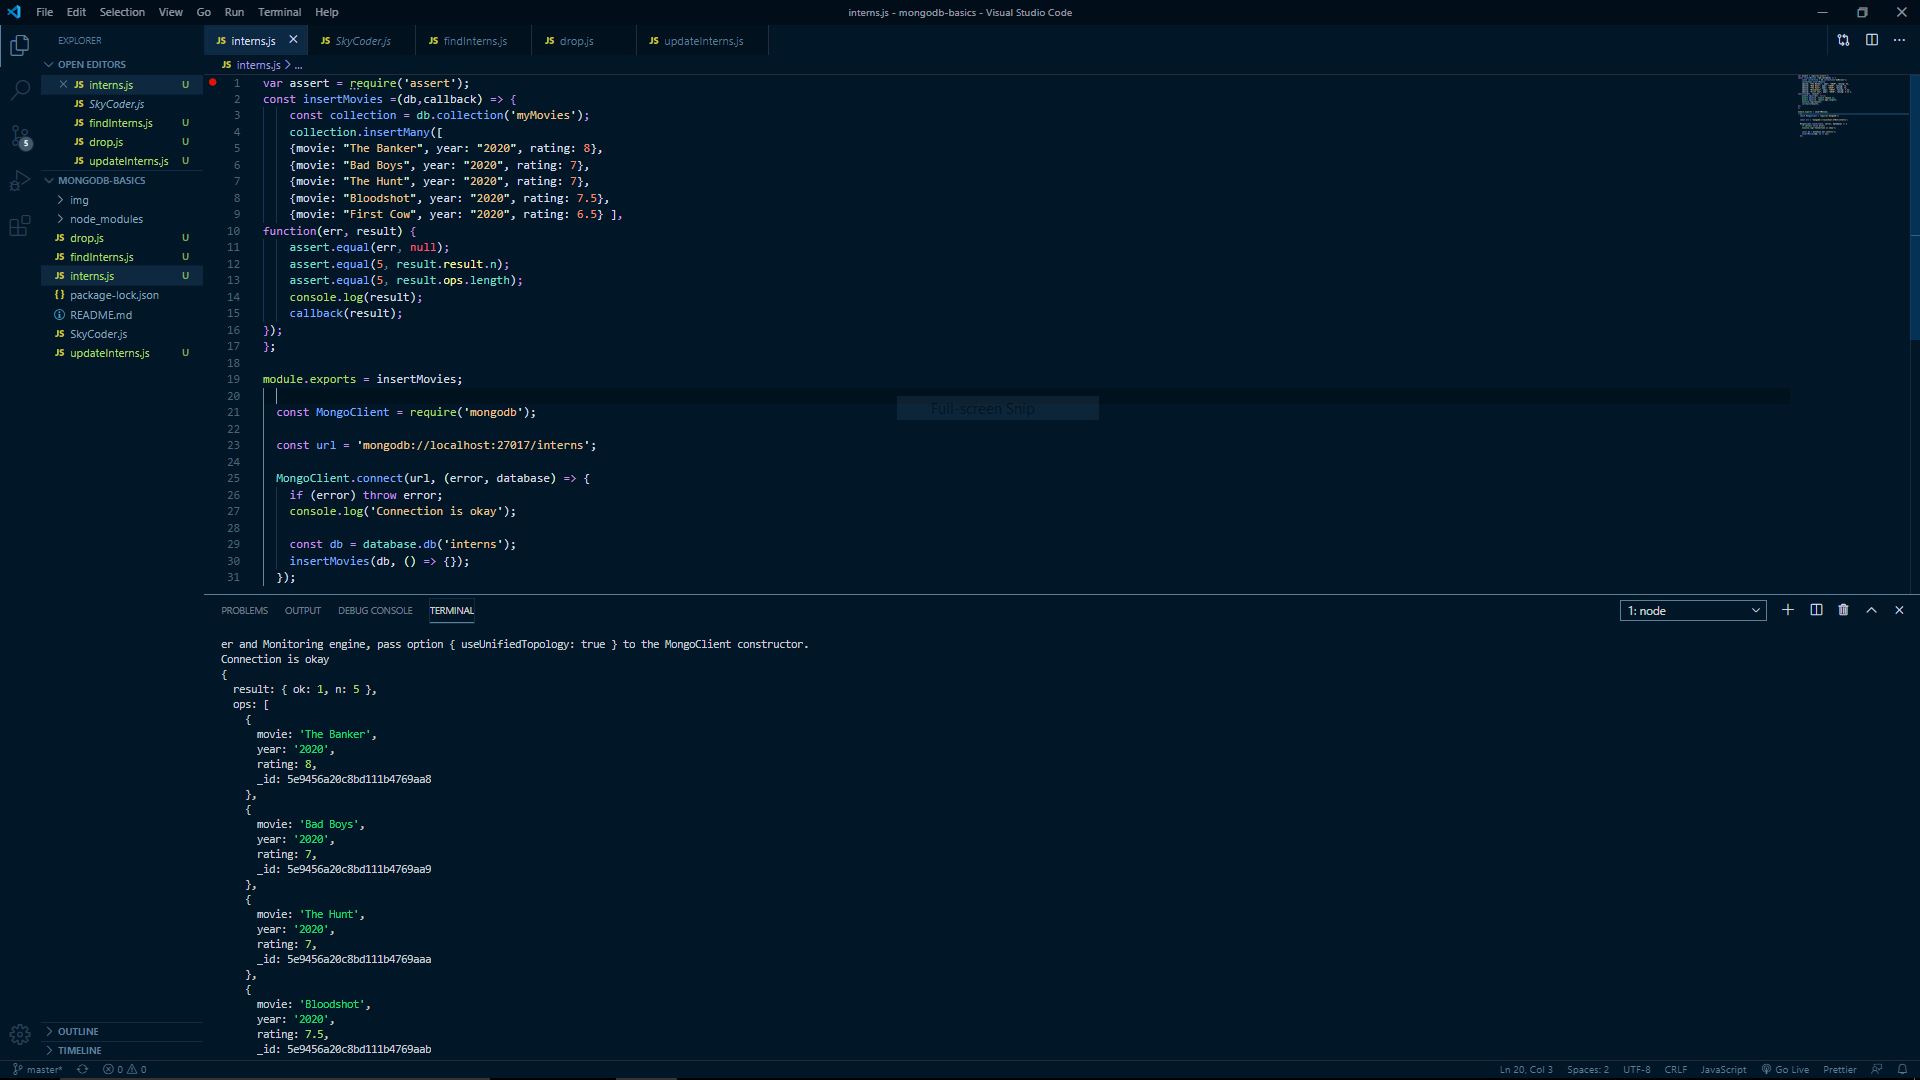 File Edit Selection View Go Run Terminal Help
interns.js - mongodb-basics - Visual Studio Code
EXPLORER
OPEN EDITORS
JS interns.js U
JS SkyCoder.js
JS findInterns.js U
JS drop.js U
JS updateInterns.js U
5
MONGODB-BASICS
img
node_modules
JS drop.js U
JS findInterns.js U
JS interns.js U
{} package-lock.json
README.md
JS SkyCoder.js
JS updateInterns.js U
OUTLINE
TIMELINE
JS interns.js JS SkyCoder.js JS findInterns.js JS drop.js JS updateInterns.js
JS interns.js > ...
1 var assert = require('assert');
2 const insertMovies =(db,callback) => {
3 const collection = db.collection('myMovies');
4 collection.insertMany([
5 {movie: "The Banker", year: "2020", rating: 8},
6 {movie: "Bad Boys", year: "2020", rating: 7},
7 {movie: "The Hunt", year: "2020", rating: 7},
8 {movie: "Bloodshot", year: "2020", rating: 7.5},
9 {movie: "First Cow", year: "2020", rating: 6.5} ],
10 function(err, result) {
11 assert.equal(err, null);
12 assert.equal(5, result.result.n);
13 assert.equal(5, result.ops.length);
14 console.log(result);
15 callback(result);
16 });
17 };
18
19 module.exports = insertMovies;
20
21 const MongoClient = require('mongodb');
22
23 const url = 'mongodb://localhost:27017/interns';
24
25 MongoClient.connect(url, (error, database) => {
26 if (error) throw error;
27 console.log('Connection is okay');
28
29 const db = database.db('interns');
30 insertMovies(db, () => {});
31 });
Full-screen Snip
PROBLEMS OUTPUT DEBUG CONSOLE TERMINAL
1: node
er and Monitoring engine, pass option { useUnifiedTopology: true } to the MongoClient constructor.
Connection is okay
{
result: { ok: 1, n: 5 },
ops: [
{
movie: 'The Banker',
year: '2020',
rating: 8,
_id: 5e9456a20c8bd111b4769aa8
},
{
movie: 'Bad Boys',
year: '2020',
rating: 7,
_id: 5e9456a20c8bd111b4769aa9
},
{
movie: 'The Hunt',
year: '2020',
rating: 7,
_id: 5e9456a20c8bd111b4769aaa
},
{
movie: 'Bloodshot',
year: '2020',
rating: 7.5,
_id: 5e9456a20c8bd111b4769aab
master* 0 0
Ln 20, Col 3 Spaces: 2 UTF-8 CRLF JavaScript Go Live Prettier